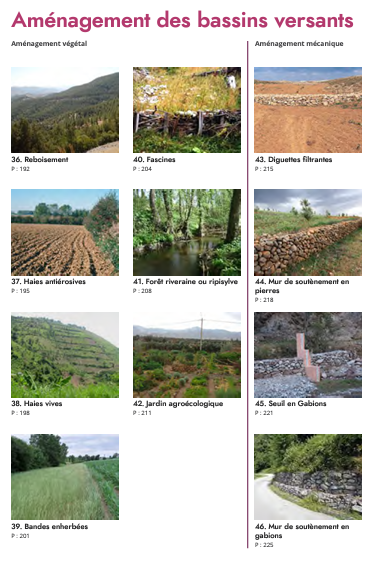 Aménagement des bassins versants
Aménagement végétal
36. Reboisement
P : 192
37. Haies antiérosives
P : 195
38. Haies vives
P : 198
39. Bandes enherbées
P : 201
40. Fascines
P : 204
41. Forêt riveraine ou ripisylve
P : 208
42. Jardin agroécologique
P : 211
Aménagement mécanique
43. Diguettes filtrantes
P : 215
44. Mur de soutènement en
pierres
P : 218
45. Seuil en Gabions
P : 221
46. Mur de soutènement en
gabions
P : 225